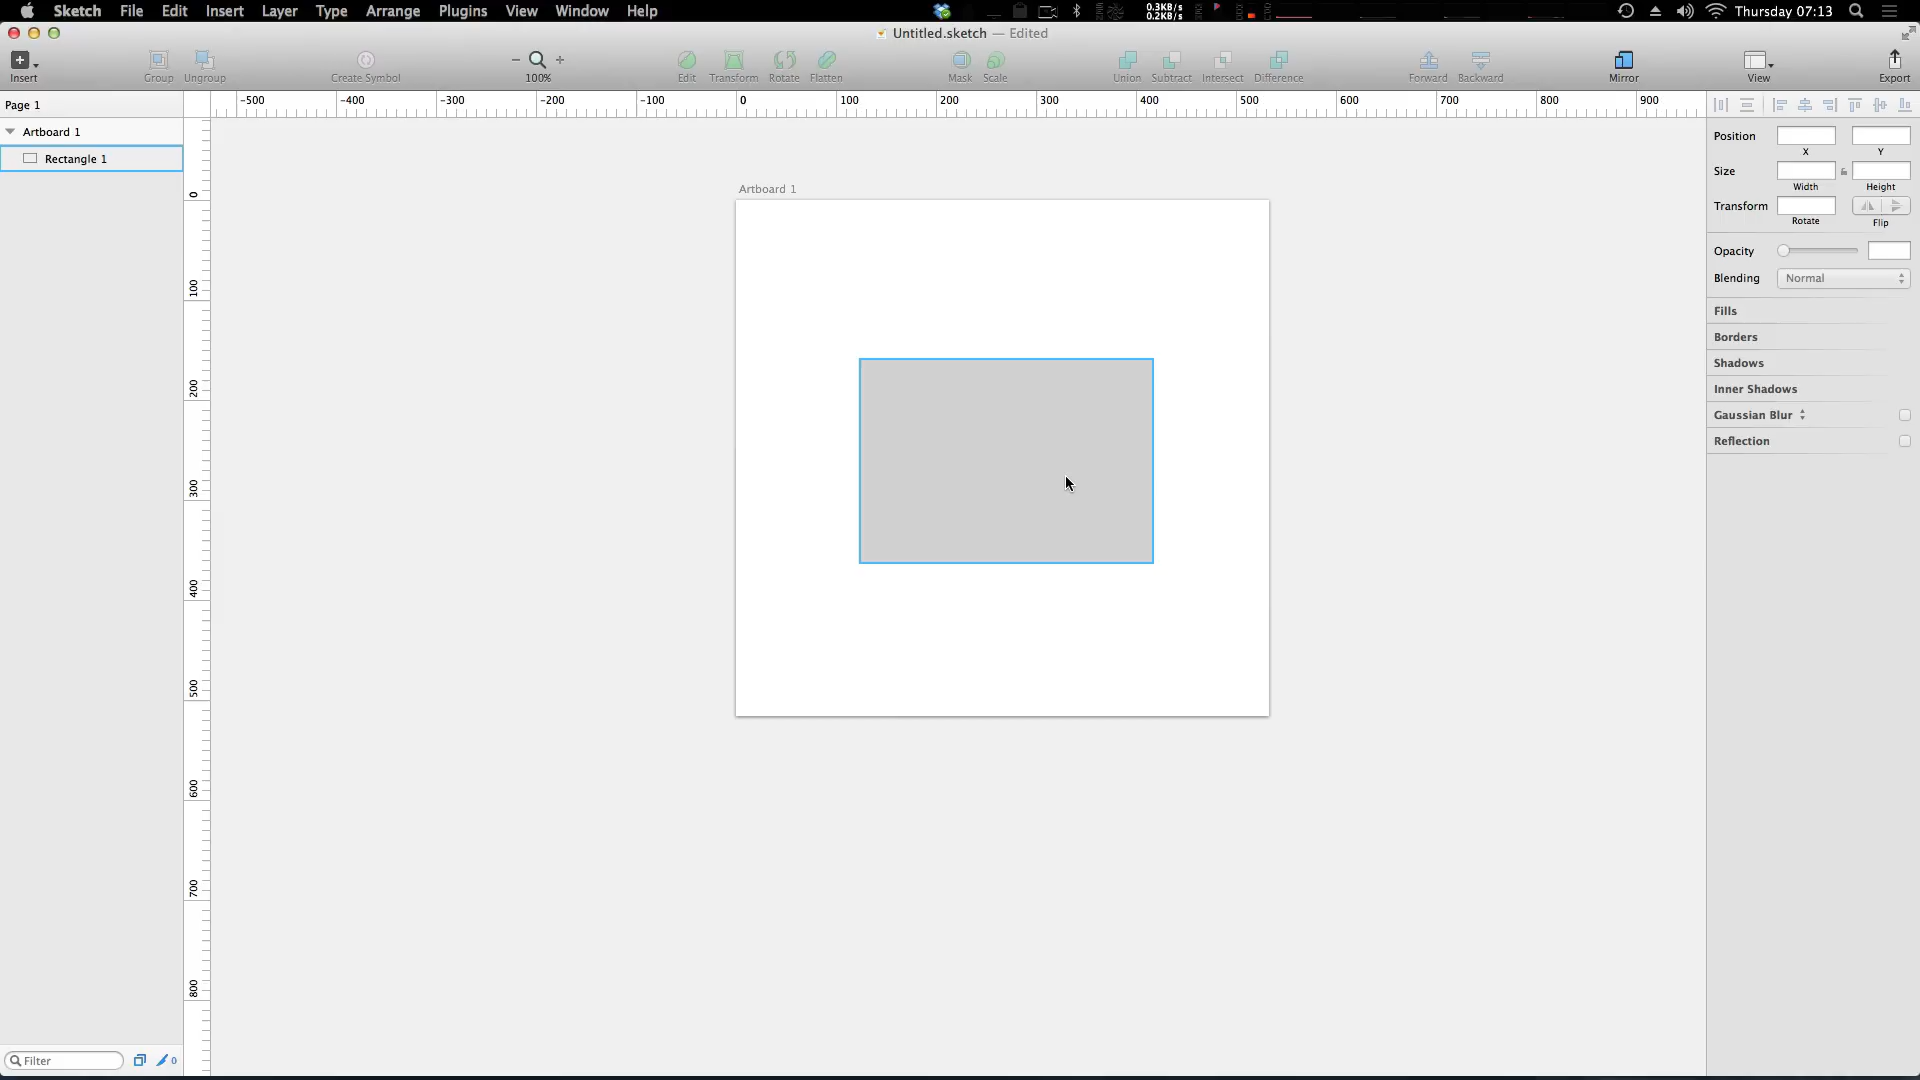 Sketch File Edit Insert Layer Type Arrange Plugins View Window Help 0.3KB/s Thursday 07:13
0.2KB/s
Untitled.sketch — Edited
Insert Group Ungroup Create Symbol 100% Edit Transform Rotate Flatten Mask Scale Union Subtract Intersect Difference Forward Backward Mirror View Export
Page 1
-500 -400 -300 -200 -100 0 100 200 300 400 500 600 700 800 900
Artboard 1
Rectangle 1
Artboard 1
0
100
200
300
400
500
600
700
800
Position
X Y
Size
Width Height
Transform
Rotate Flip
Opacity
Blending Normal
Fills
Borders
Shadows
Inner Shadows
Gaussian Blur
Reflection
Filter 0